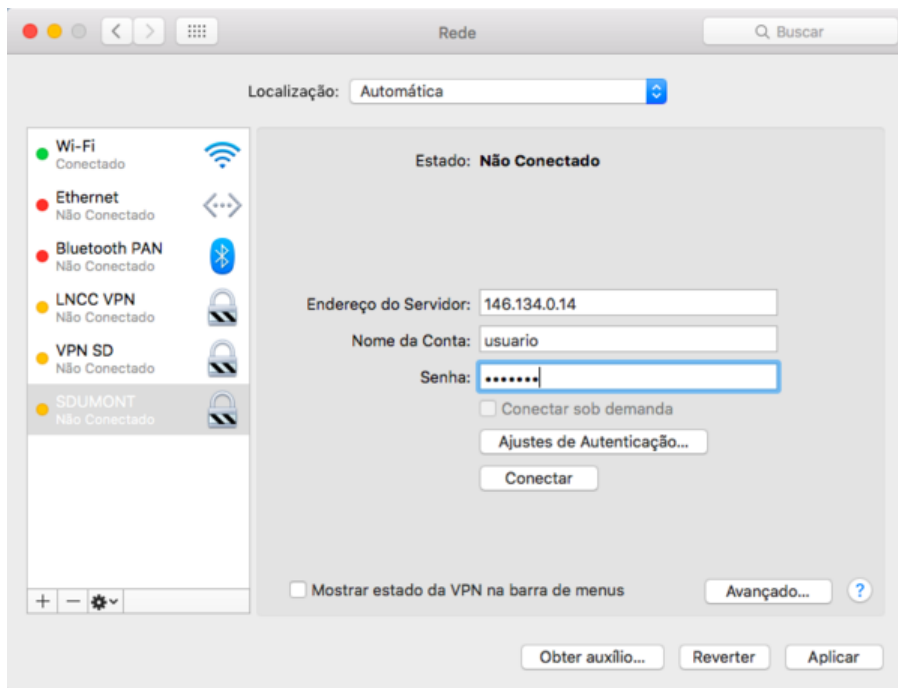 Rede
Buscar
Localização: Automática
Wi-Fi
Conectado
Ethernet
Não Conectado
Bluetooth PAN
Não Conectado
LNCC VPN
Não Conectado
VPN SD
Não Conectado
SDUMONT
Não Conectado
Estado: Não Conectado
Endereço do Servidor: 146.134.0.14
Nome da Conta: usuario
Senha: •••••••
Conectar sob demanda
Ajustes de Autenticação...
Conectar
Mostrar estado da VPN na barra de menus
Avançado... ?
Obter auxílio... Reverter Aplicar